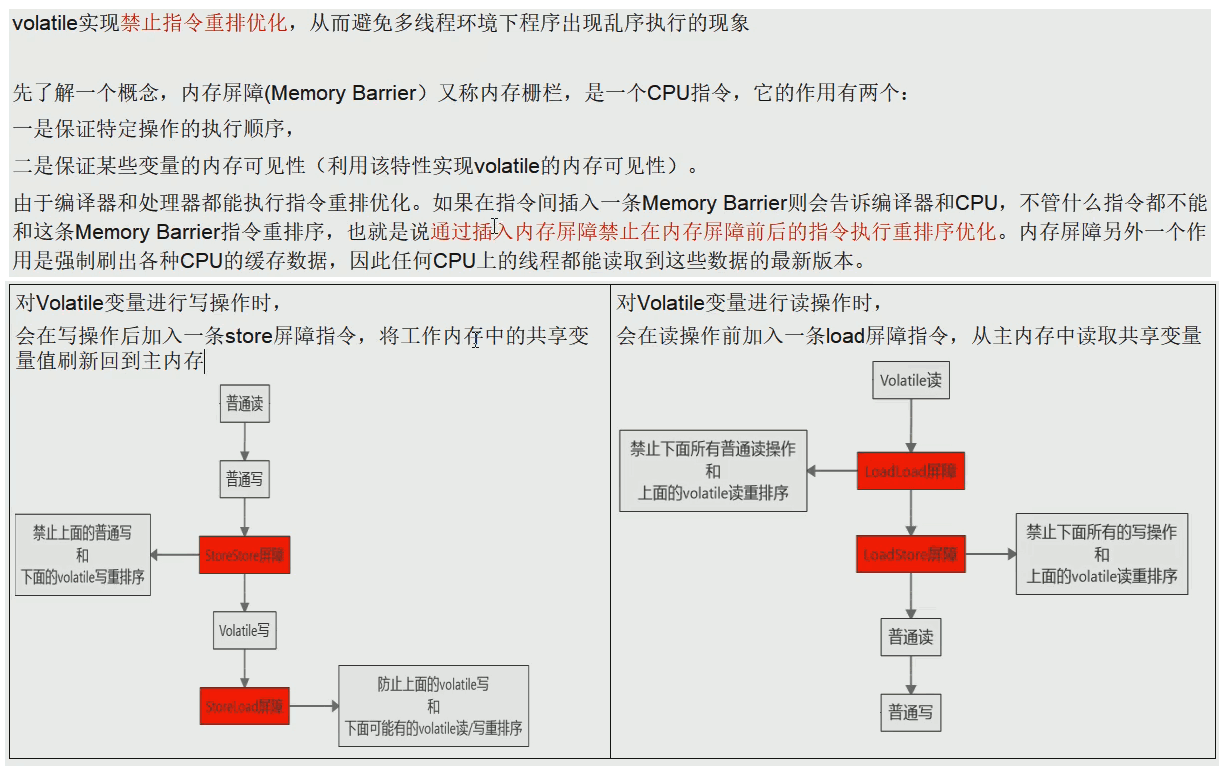 volatile实现禁止指令重排优化，从而避免多线程环境下程序出现乱序执行的现象
先了解一个概念，内存屏障(Memory Barrier）又称内存栅栏，是一个CPU指令，它的作用有两个：
一是保证特定操作的执行顺序，
二是保证某些变量的内存可见性（利用该特性实现volatile的内存可见性）。
由于编译器和处理器都能执行指令重排优化。如果在指令间插入一条Memory Barrier则会告诉编译器和CPU，不管什么指令都不能
和这条Memory Barrier指令重排序，也就是说通过插入内存屏障禁止在内存屏障前后的指令执行重排序优化。内存屏障另外一个作
用是强制刷出各种CPU的缓存数据，因此任何CPU上的线程都能读取到这些数据的最新版本。
对Volatile变量进行写操作时，
会在写操作后加入一条store屏障指令，将工作内存中的共享变
量值刷新回到主内存
普通读
普通写
禁止上面的普通写
和
下面的volatile写重排序
StoreStore屏障
Volatile写
StoreLoad屏障
防止上面的volatile写
和
下面可能有的volatile读/写重排序
对Volatile变量进行读操作时，
会在读操作前加入一条load屏障指令，从主内存中读取共享变量
Volatile读
禁止下面所有普通读操作
和
上面的volatile读重排序
LoadLoad屏障
LoadStore屏障
禁止下面所有的写操作
和
上面的volatile读重排序
普通读
普通写